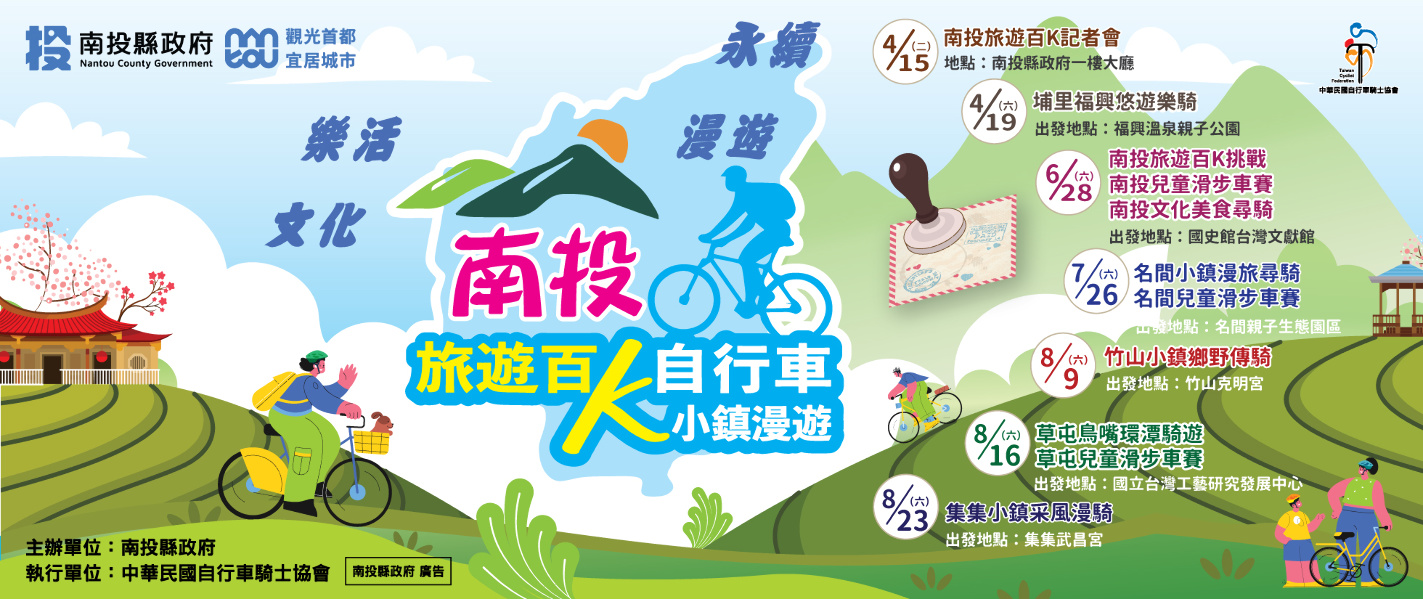 投 南投縣政府
Nantou County Government
觀光首都
宜居城市
永續
樂活
漫遊
文化
南投
旅遊百K自行車
小鎮漫遊
4/15 (二)
南投旅遊百K記者會
地點：南投縣政府一樓大廳
4/19 (六)
埔里福興悠遊樂騎
出發地點：福興溫泉親子公園
6/28 (六)
南投旅遊百K挑戰
南投兒童滑步車賽
南投文化美食尋騎
出發地點：國史館台灣文獻館
7/26 (六)
名間小鎮漫旅尋騎
名間兒童滑步車賽
出發地點：名間親子生態園區
8/9 (六)
竹山小鎮鄉野傳騎
出發地點：竹山克明宮
8/16 (六)
草屯鳥嘴環潭騎遊
草屯兒童滑步車賽
出發地點：國立台灣工藝研究發展中心
8/23 (六)
集集小鎮采風漫騎
出發地點：集集武昌宮
Taiwan
Cyclist
Federation
中華民國自行車騎士協會
主辦單位：南投縣政府
執行單位：中華民國自行車騎士協會
南投縣政府 廣告